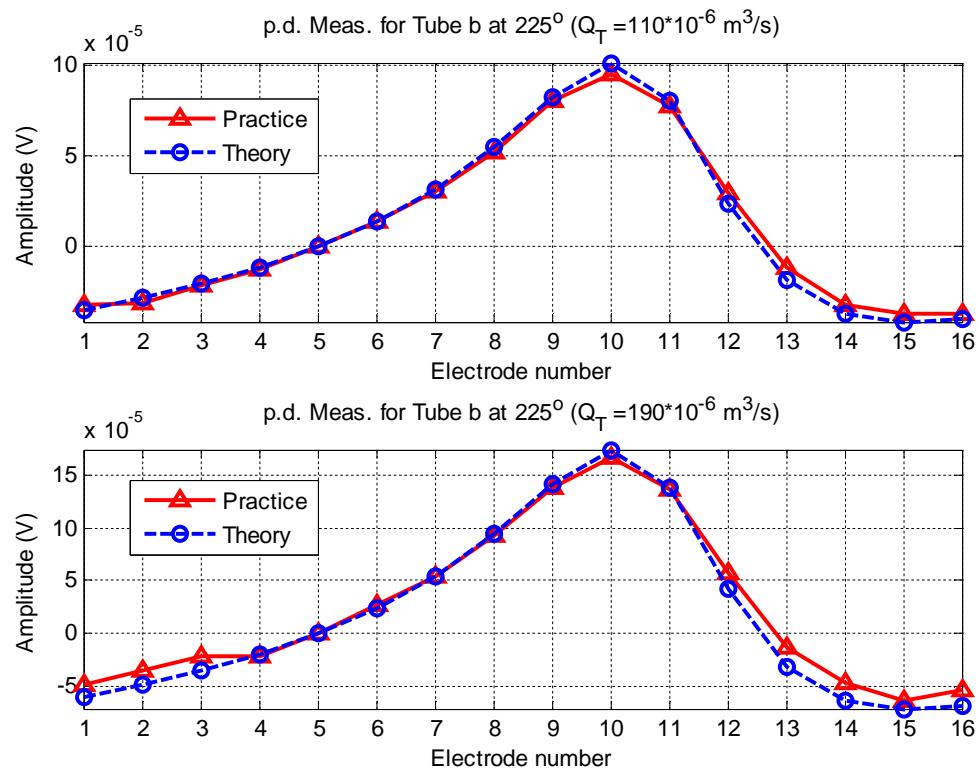 p.d. Meas. for Tube b at 225° (Q_T =110*10^-6 m^3/s)
x 10^-5
10
5
0
Amplitude (V)
Practice
Theory
1 2 3 4 5 6 7 8 9 10 11 12 13 14 15 16
Electrode number
p.d. Meas. for Tube b at 225° (Q_T =190*10^-6 m^3/s)
x 10^-5
15
10
5
0
-5
Amplitude (V)
Practice
Theory
1 2 3 4 5 6 7 8 9 10 11 12 13 14 15 16
Electrode number